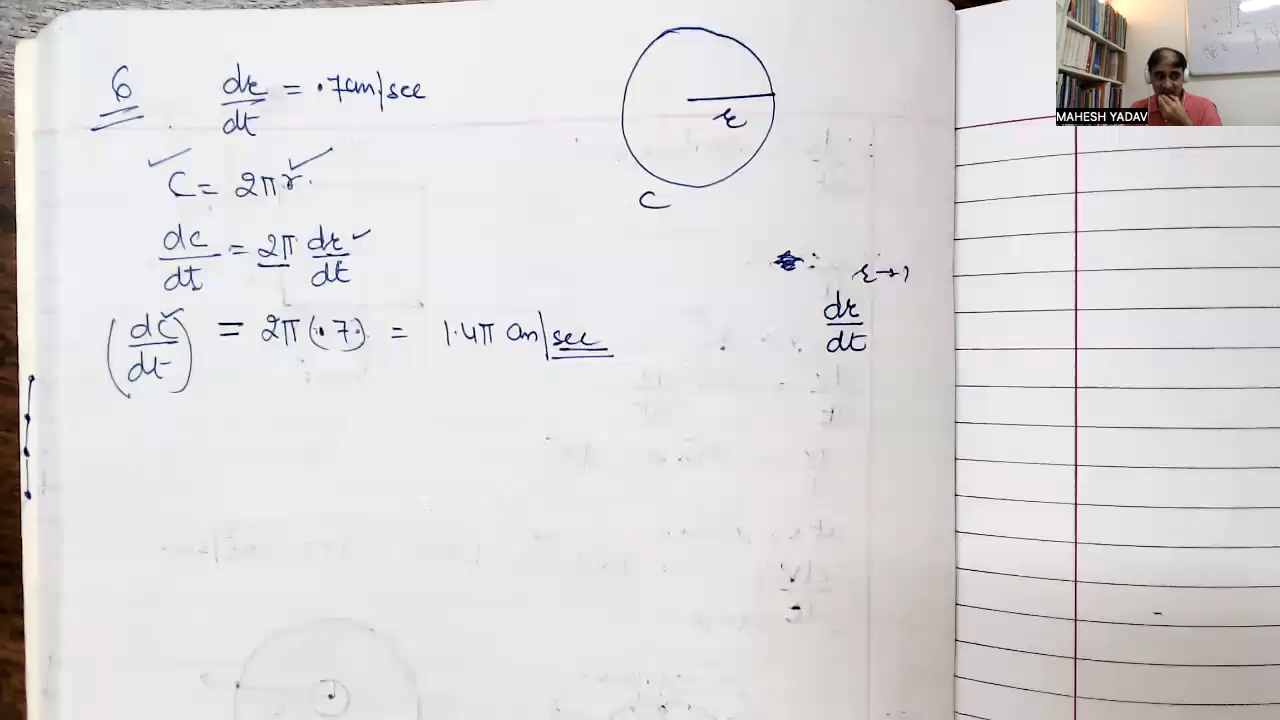 6 dr/dt = .7cm/sec
r
C
C = 2πr.
dc/dt = 2π dr/dt
r→
dr/dt
(dc/dt) = 2π(.7) = 1.4π cm/sec
MAHESH YADAV